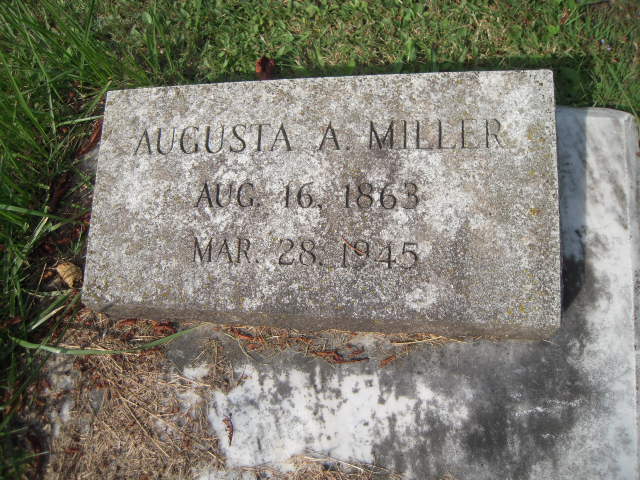 AUGUSTA A. MILLER
AUG. 16, 1863
MAR. 28, 1945